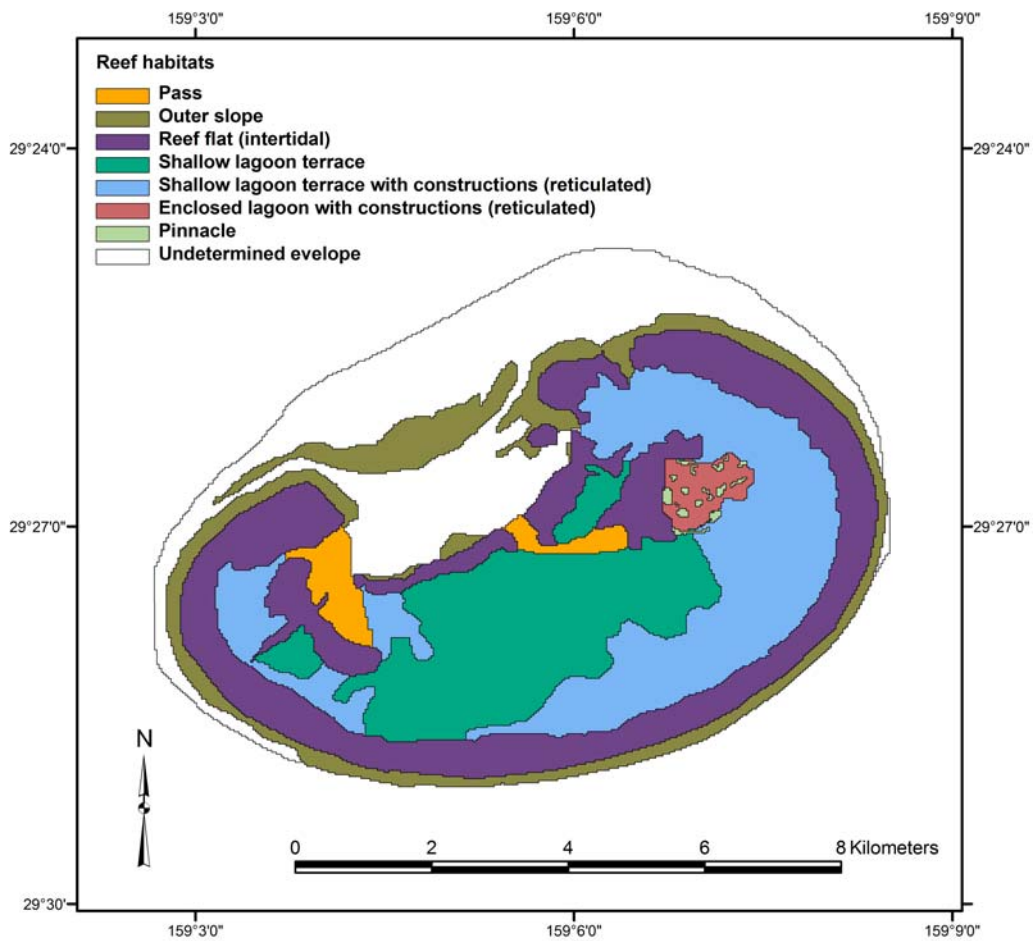 159°3'0" 159°6'0" 159°9'0"
Reef habitats
Pass
Outer slope
Reef flat (intertidal)
Shallow lagoon terrace
Shallow lagoon terrace with constructions (reticulated)
Enclosed lagoon with constructions (reticulated)
Pinnacle
Undetermined evelope
29°24'0" 29°24'0"
29°27'0" 29°27'0"
N
0 2 4 6 8 Kilometers
29°30' 29°30'0"
159°3'0" 159°6'0" 159°9'0"